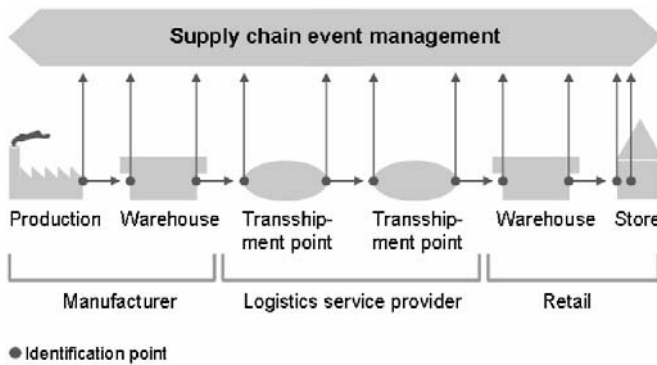 Supply chain event management
Production
Warehouse
Transship-
ment point
Transship-
ment point
Warehouse
Store
Manufacturer
Logistics service provider
Retail
Identification point